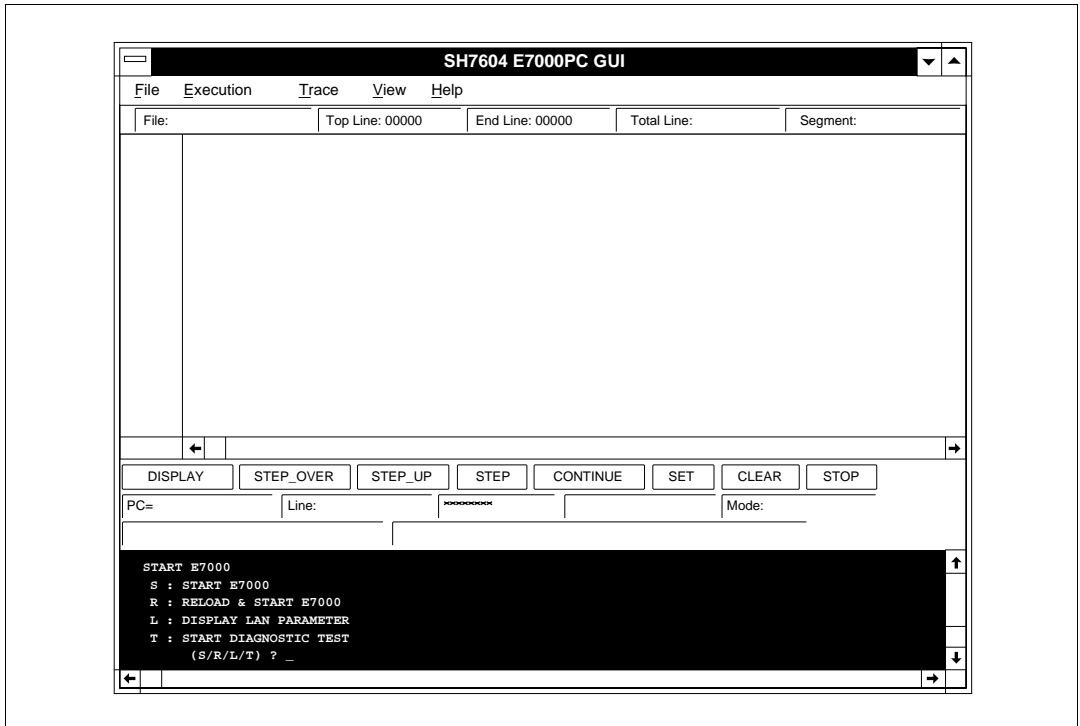 SH7604 E7000PC GUI
File Execution Trace View Help
File: Top Line: 00000 End Line: 00000 Total Line: Segment:
DISPLAY STEP_OVER STEP_UP STEP CONTINUE SET CLEAR STOP
PC= Line: ********* Mode:
START E7000
S : START E7000
R : RELOAD & START E7000
L : DISPLAY LAN PARAMETER
T : START DIAGNOSTIC TEST
(S/R/L/T) ? _